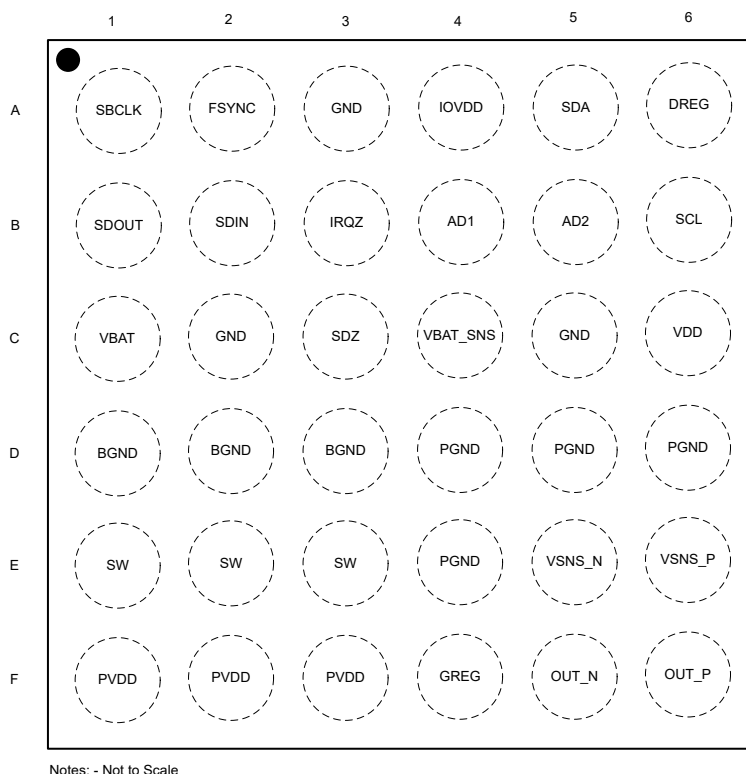 1 2 3 4 5 6
A SBCLK FSYNC GND IOVDD SDA DREG
B SDOUT SDIN IRQZ AD1 AD2 SCL
C VBAT GND SDZ VBAT_SNS GND VDD
D BGND BGND BGND PGND PGND PGND
E SW SW SW PGND VSNS_N VSNS_P
F PVDD PVDD PVDD GREG OUT_N OUT_P
Notes: - Not to Scale